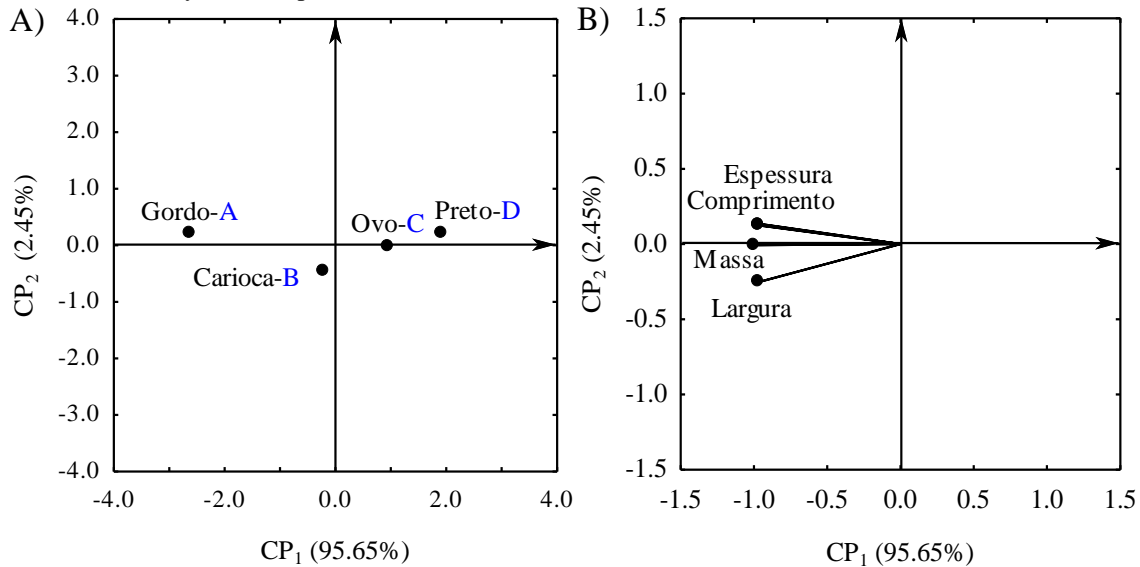 A)
4.0
3.0
2.0
1.0
0.0
-1.0
-2.0
-3.0
-4.0
CP2 (2.45%)
Gordo-A
Carioca-B
Ovo-C
Preto-D
-4.0 -2.0 0.0 2.0 4.0
CP1 (95.65%)
B)
1.5
1.0
0.5
0.0
-0.5
-1.0
-1.5
CP2 (2.45%)
Espessura
Comprimento
Massa
Largura
-1.5 -1.0 -0.5 0.0 0.5 1.0 1.5
CP1 (95.65%)